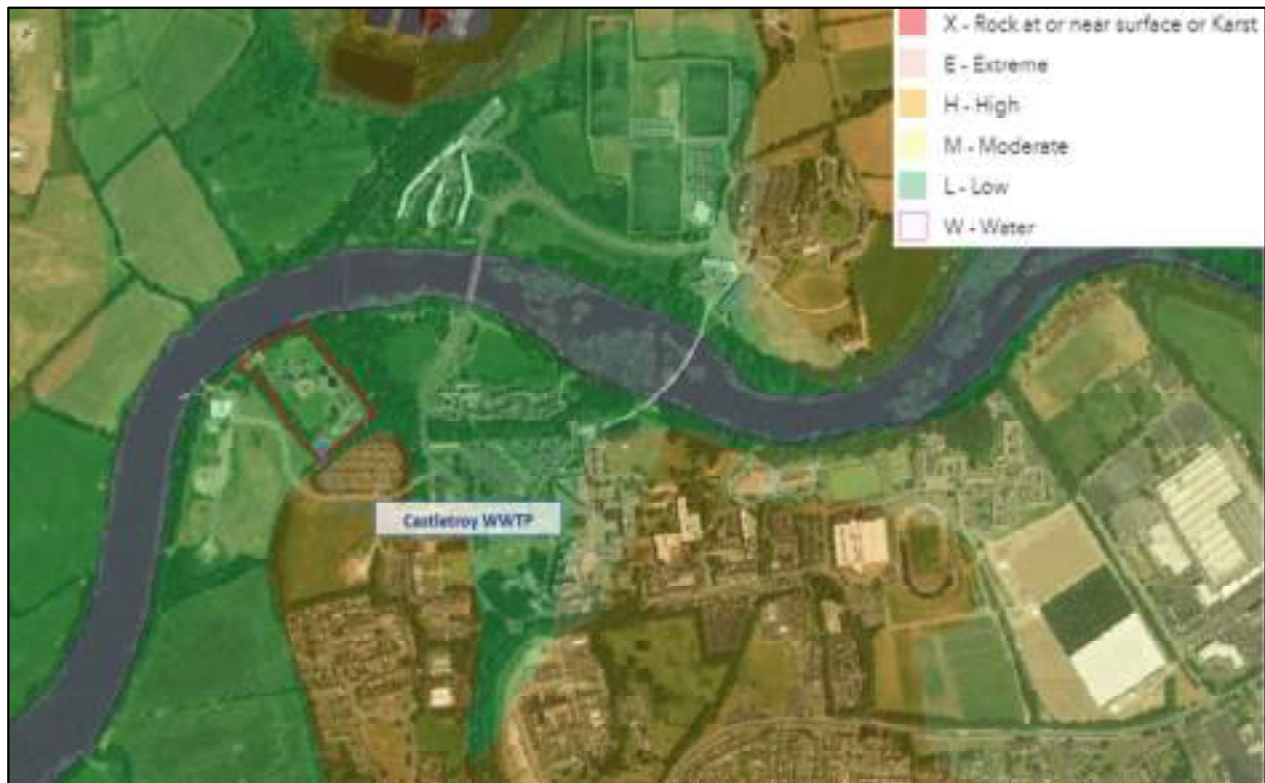 X - Rock at or near surface or Karst
E - Extreme
H - High
M - Moderate
L - Low
W - Water
Castletroy WWTP